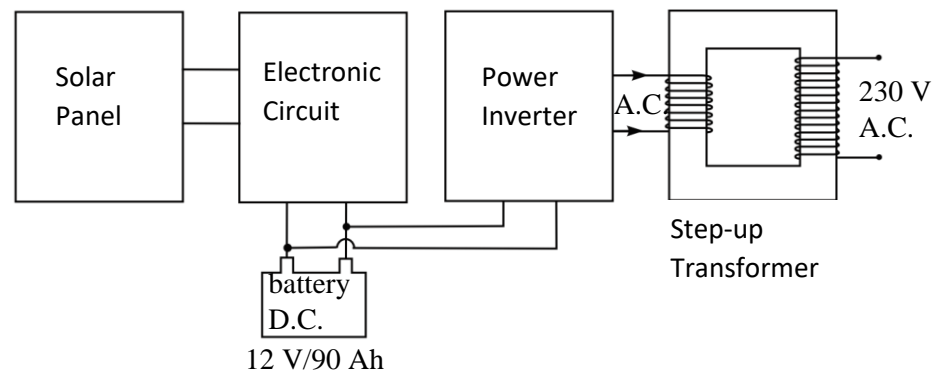 Solar
Panel
Electronic
Circuit
Power
Inverter
A.C.
230 V
A.C.
Step-up
Transformer
battery
D.C.
12 V/90 Ah